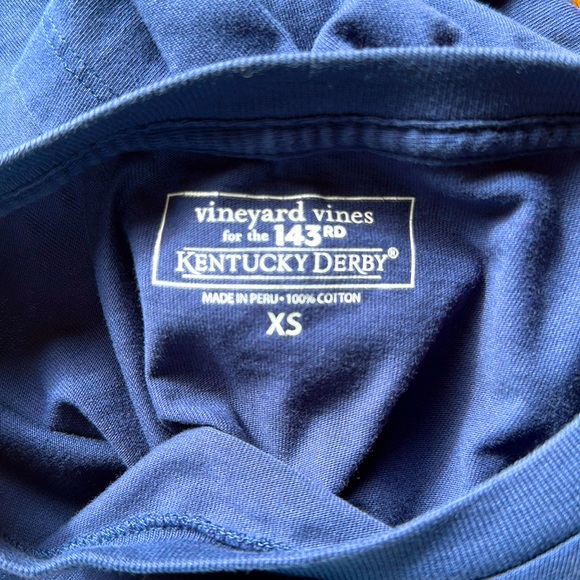 vineyard vines
for the 143RD
KENTUCKY DERBY®
MADE IN PERU • 100% COTTON
XS